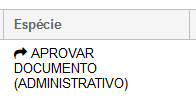 Espécie
APROVAR
DOCUMENTO
(ADMINISTRATIVO)